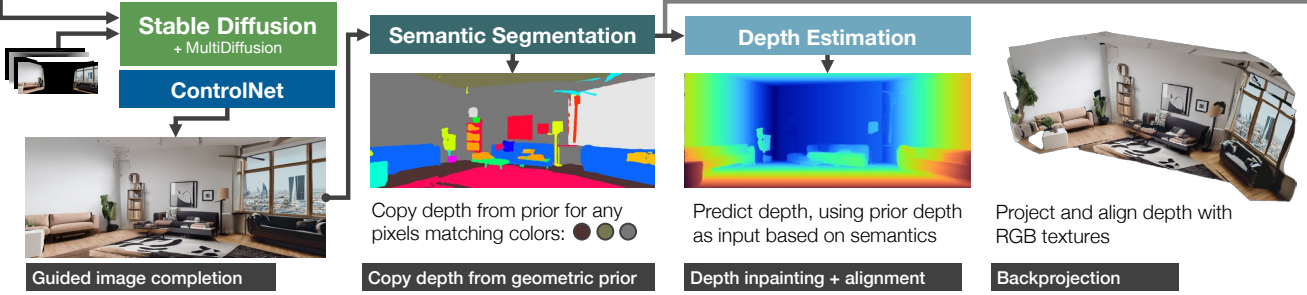 Stable Diffusion
+ MultiDiffusion
ControlNet
Guided image completion
Semantic Segmentation
Copy depth from prior for any
pixels matching colors:
Copy depth from geometric prior
Depth Estimation
Predict depth, using prior depth
as input based on semantics
Depth inpainting + alignment
Project and align depth with
RGB textures
Backprojection